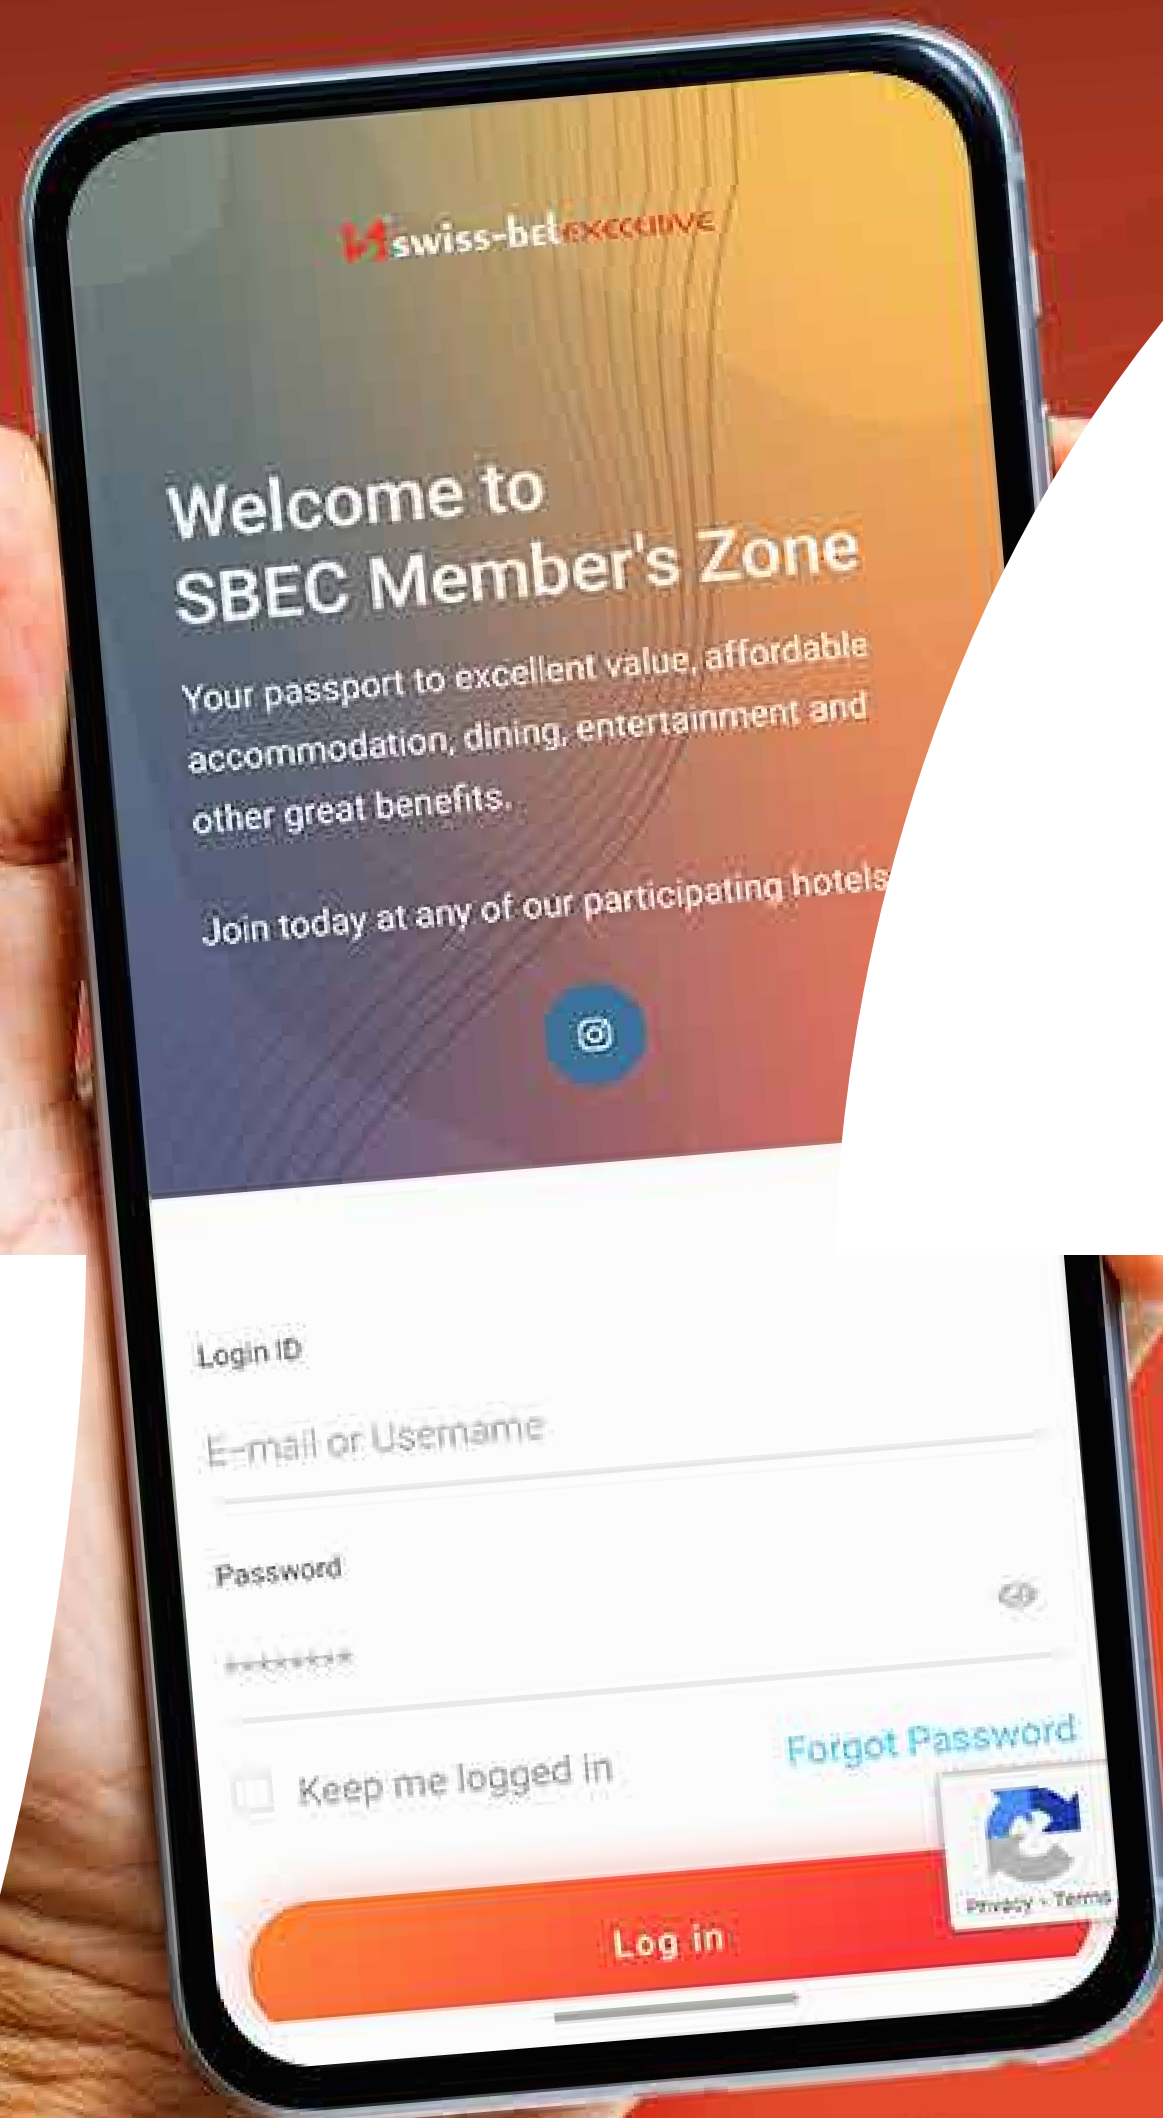 swiss-belexecutive
Welcome to
SBEC Member's Zone
Your passport to excellent value, affordable
accommodation, dining, entertainment and
other great benefits.
Join today at any of our participating hotels
Login ID
E-mail or Username
Password
********
Keep me logged in
Forgot Password
Privacy - Terms
Log in